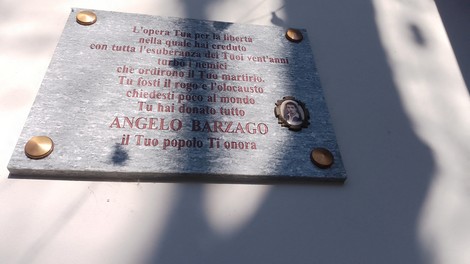 L'opera Tua per la libertà
nella quale hai creduto
con tutta l'esuberanza dei Tuoi vent'anni
turbò i nemici
che ordirono il Tuo martirio.
Tu fosti il rogo e l'olocausto
chiedesti poco al mondo
Tu hai donato tutto
ANGELO BARZAGO
il Tuo popolo Ti onora